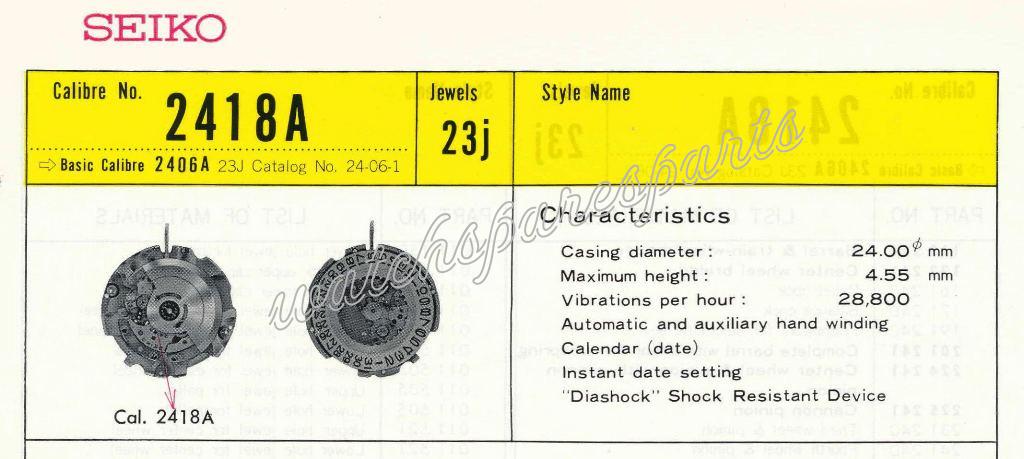 SEIKO
Calibre No. 2418A
⇨ Basic Calibre 2406A 23J Catalog No. 24-06-1
Jewels
23j
Style Name
Characteristics
Casing diameter : 24.00ϕ mm
Maximum height : 4.55 mm
Vibrations per hour : 28,800
Automatic and auxiliary hand winding
Calendar (date)
Instant date setting
"Diashock" Shock Resistant Device
Cal. 2418A
watchsparesparts